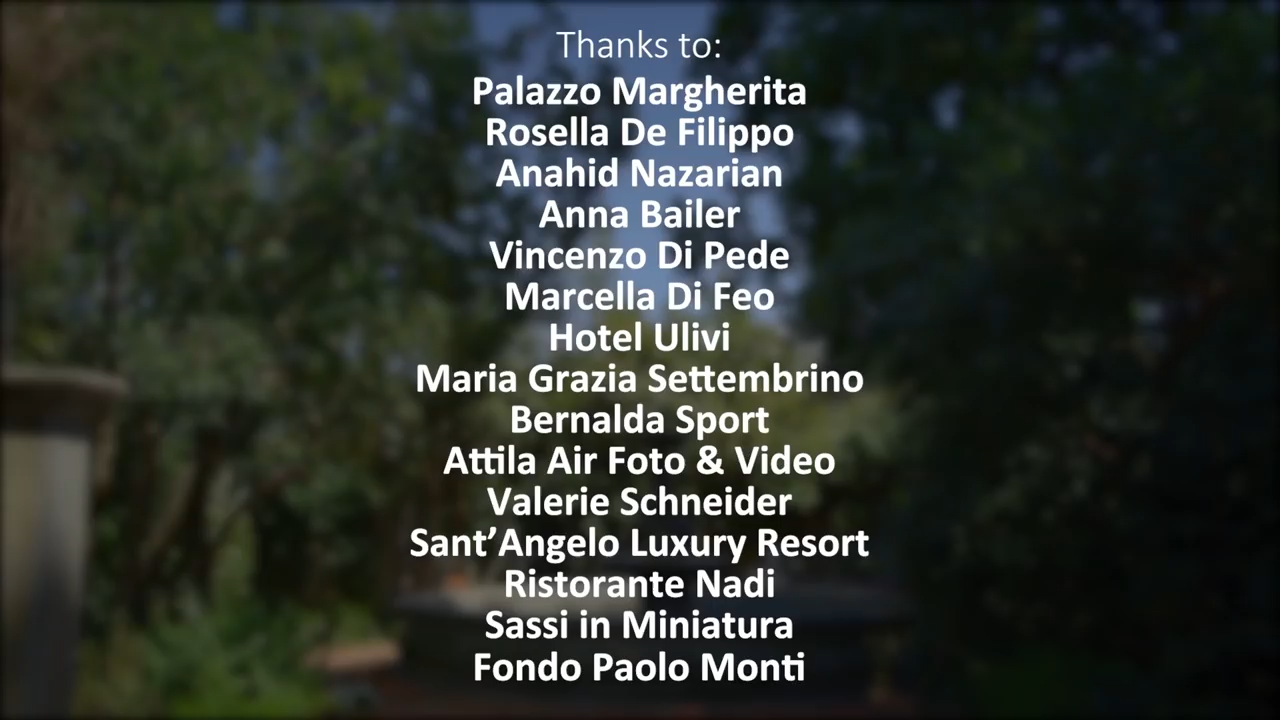 Thanks to:
Palazzo Margherita
Rosella De Filippo
Anahid Nazarian
Anna Bailer
Vincenzo Di Pede
Marcella Di Feo
Hotel Ulivi
Maria Grazia Settembrino
Bernalda Sport
Attila Air Foto & Video
Valerie Schneider
Sant’Angelo Luxury Resort
Ristorante Nadi
Sassi in Miniatura
Fondo Paolo Monti